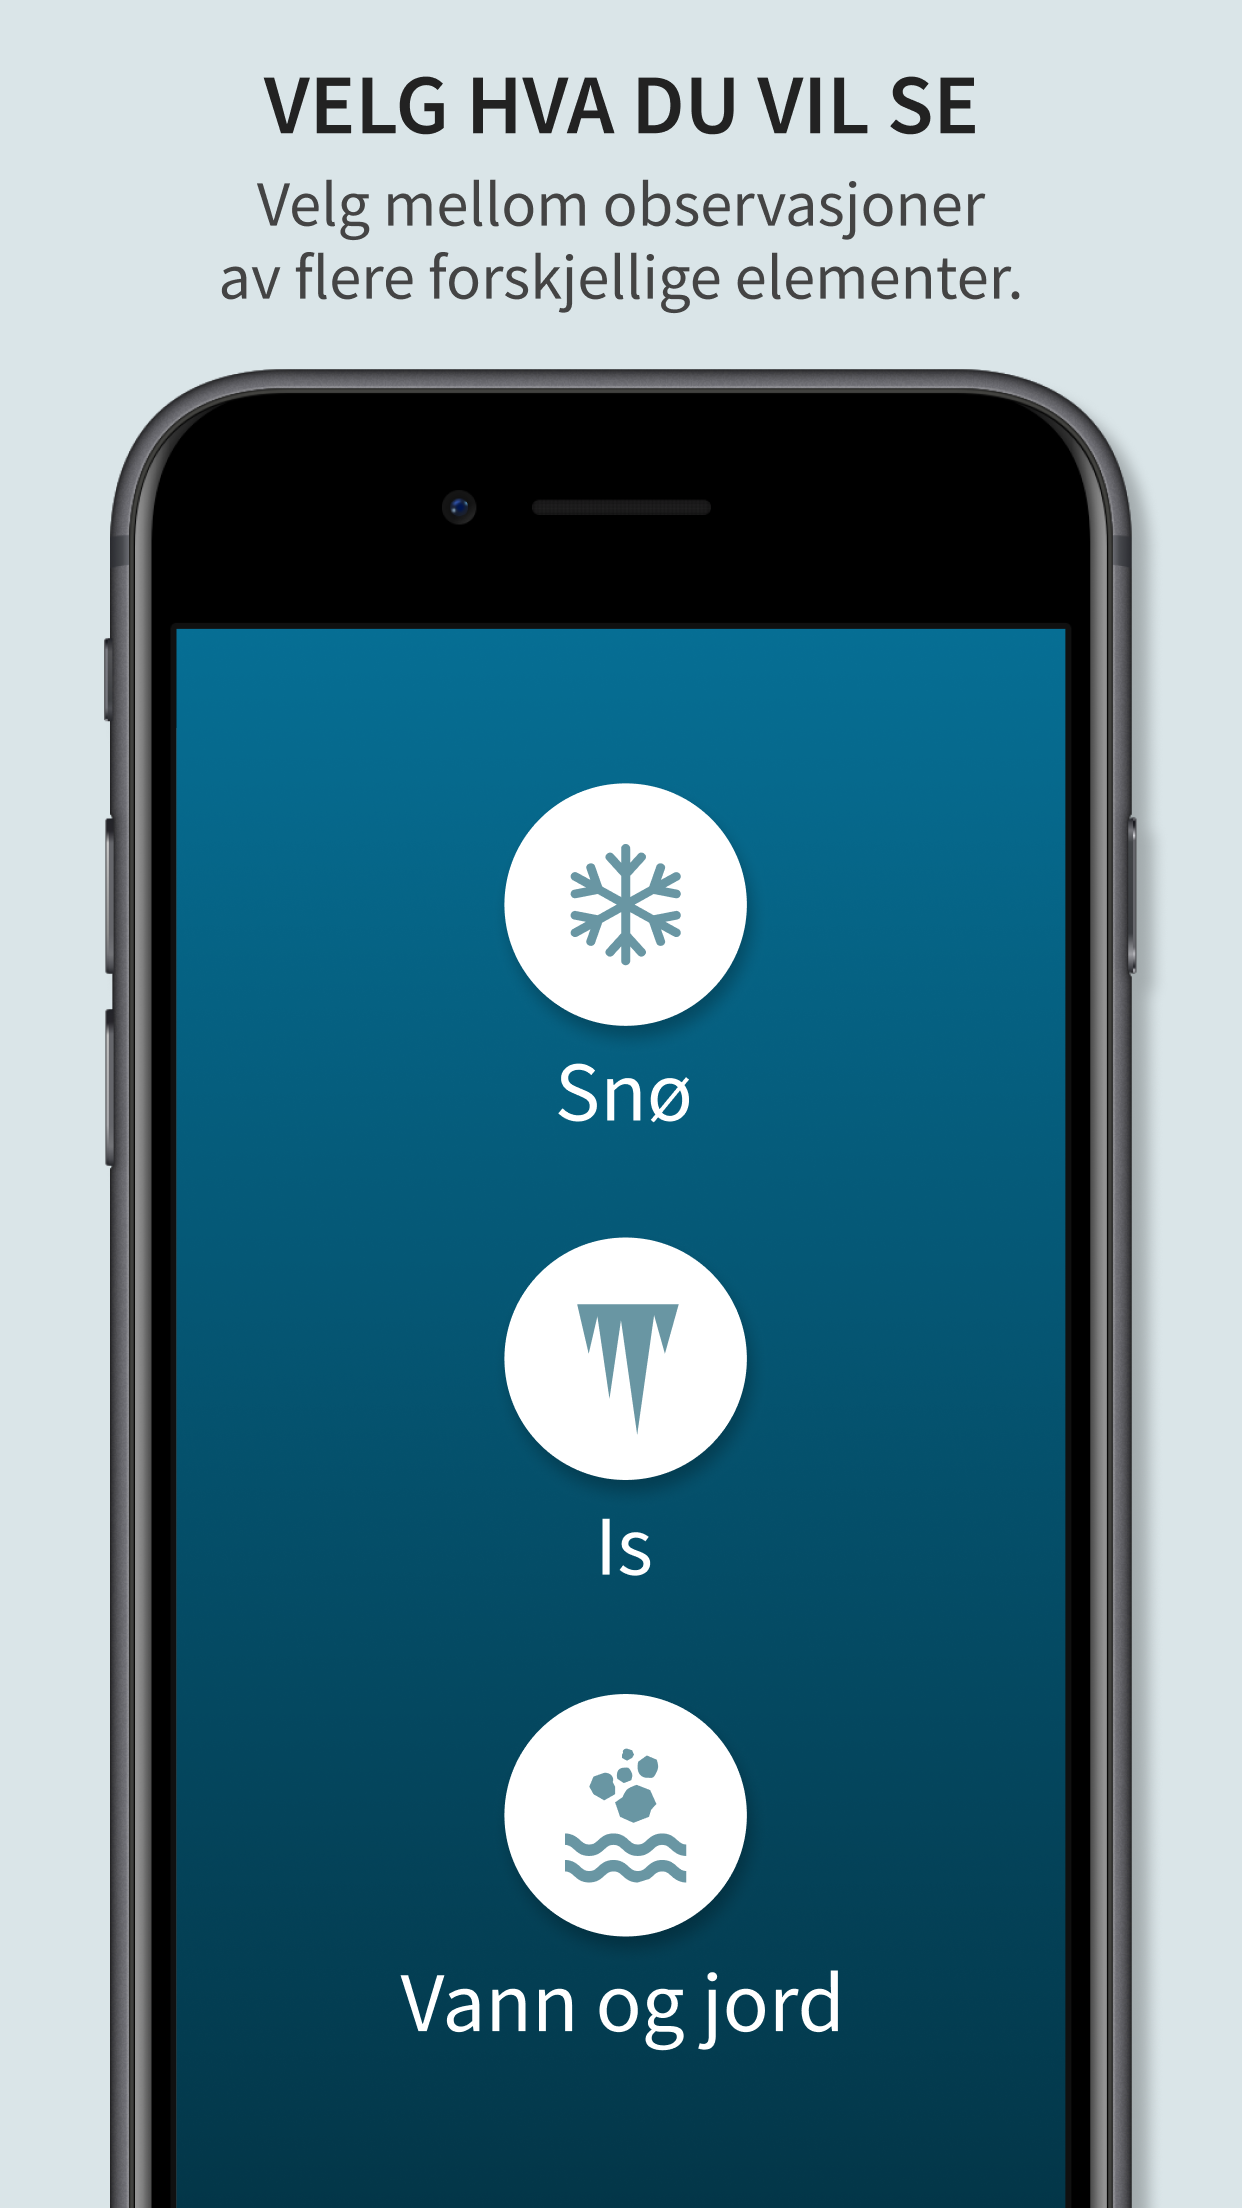 VELG HVA DU VIL SE
Velg mellom observasjoner
av flere forskjellige elementer.
Snø
Is
Vann og jord